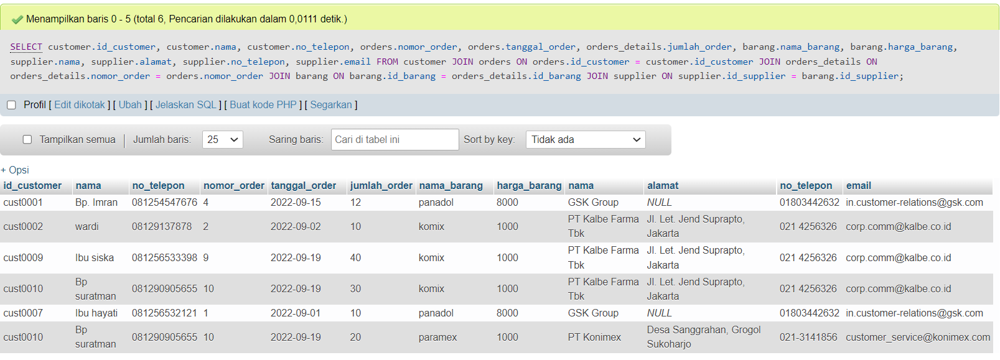 Menampilkan baris 0 - 5 (total 6, Pencarian dilakukan dalam 0,0111 detik.)
SELECT customer.id_customer, customer.nama, customer.no_telepon, orders.nomor_order, orders.tanggal_order, orders_details.jumlah_order, barang.nama_barang, barang.harga_barang,
supplier.nama, supplier.alamat, supplier.no_telepon, supplier.email FROM customer JOIN orders ON orders.id_customer = customer.id_customer JOIN orders_details ON
orders_details.nomor_order = orders.nomor_order JOIN barang ON barang.id_barang = orders_details.id_barang JOIN supplier ON supplier.id_supplier = barang.id_supplier;
Profil [ Edit dikotak ] [ Ubah ] [ Jelaskan SQL ] [ Buat kode PHP ] [ Segarkan ]
Tampilkan semua | Jumlah baris: 25 Saring baris: Cari di tabel ini Sort by key: Tidak ada
+ Opsi
id_customer nama no_telepon nomor_order tanggal_order jumlah_order nama_barang harga_barang nama alamat no_telepon email
cust0001 Bp. Imran 081254547676 4 2022-09-15 12 panadol 8000 GSK Group NULL 01803442632 in.customer-relations@gsk.com
PT Kalbe Farma Jl. Let. Jend Suprapto,
cust0002 wardi 08129137878 2 2022-09-02 10 komix 1000 021 4256326 corp.comm@kalbe.co.id
Tbk Jakarta
PT Kalbe Farma Jl. Let. Jend Suprapto,
cust0009 Ibu siska 081256533398 9 2022-09-19 40 komix 1000 021 4256326 corp.comm@kalbe.co.id
Tbk Jakarta
Bp PT Kalbe Farma Jl. Let. Jend Suprapto,
cust0010 081290905655 10 2022-09-19 30 komix 1000 021 4256326 corp.comm@kalbe.co.id
suratman Tbk Jakarta
cust0007 Ibu hayati 081256532121 1 2022-09-01 10 panadol 8000 GSK Group NULL 01803442632 in.customer-relations@gsk.com
Bp Desa Sanggrahan, Grogol
cust0010 081290905655 10 2022-09-19 20 paramex 1000 PT Konimex 021-3141856 customer_service@konimex.com
suratman Sukoharjo